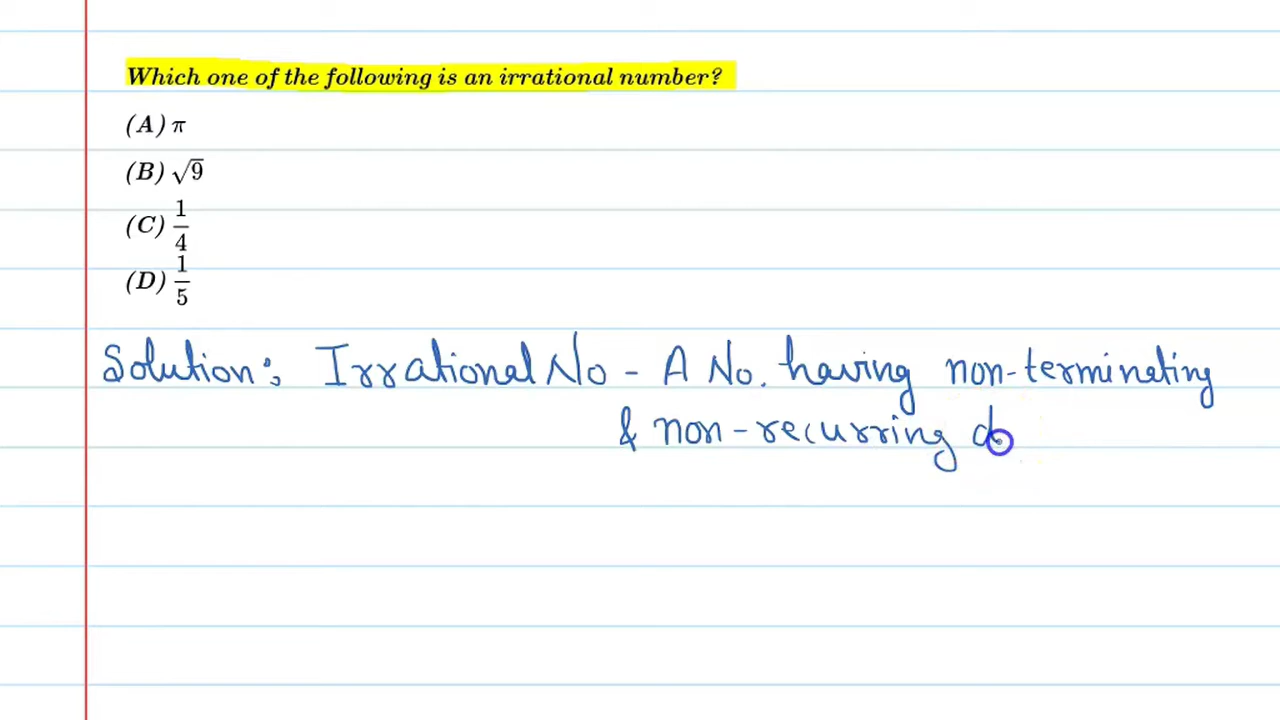 Which one of the following is an irrational number?
(A) π
(B) √9
(C) 1/4
(D) 1/5
Solution: Irrational No - A No. having non-terminating
& non-recurring d